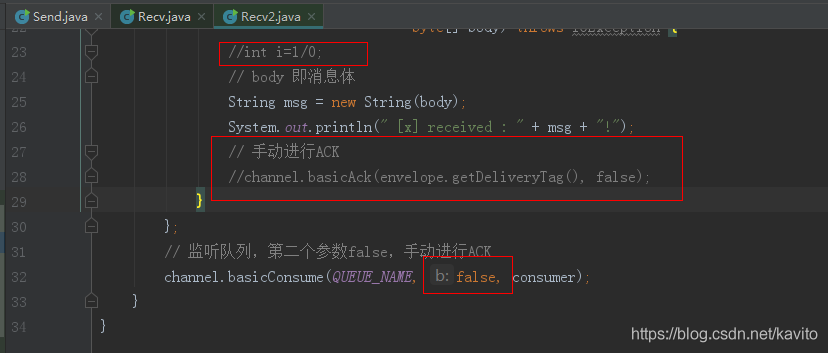 Send.java Recv.java Recv2.java
byte[] body) throws IOException {
23 //int i=1/0;
24 // body 即消息体
25 String msg = new String(body);
26 System.out.println(" [x] received : " + msg + "!");
27 // 手动进行ACK
28 //channel.basicAck(envelope.getDeliveryTag(), false);
29 }
30 };
31 // 监听队列，第二个参数false，手动进行ACK
32 channel.basicConsume(QUEUE_NAME, b: false, consumer);
33 }
34 }
https://blog.csdn.net/kavito